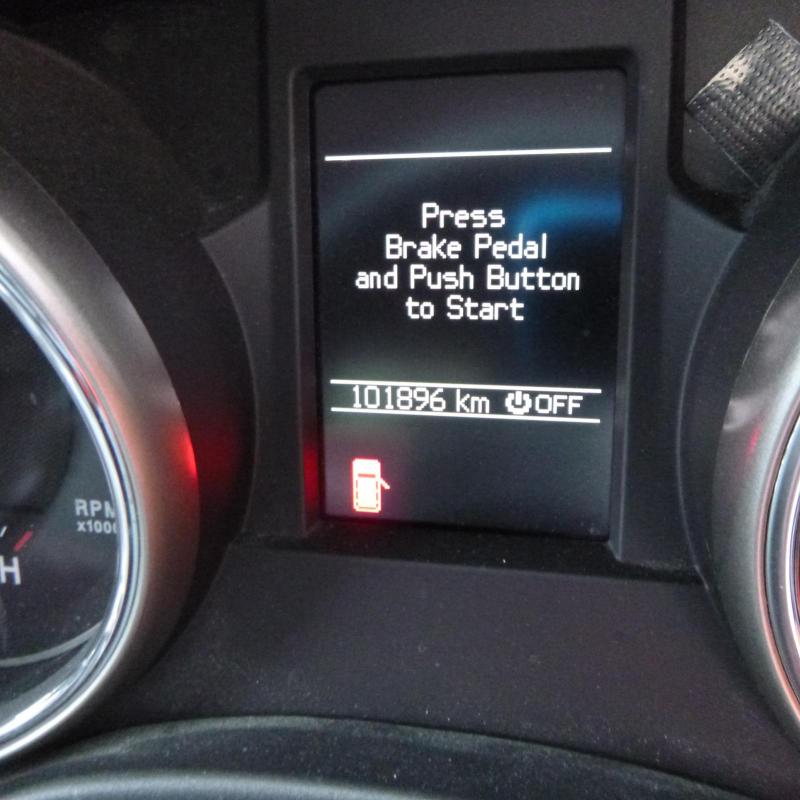 Press
Brake Pedal
and Push Button
to Start
101896 km OFF
RPM
x1000
H